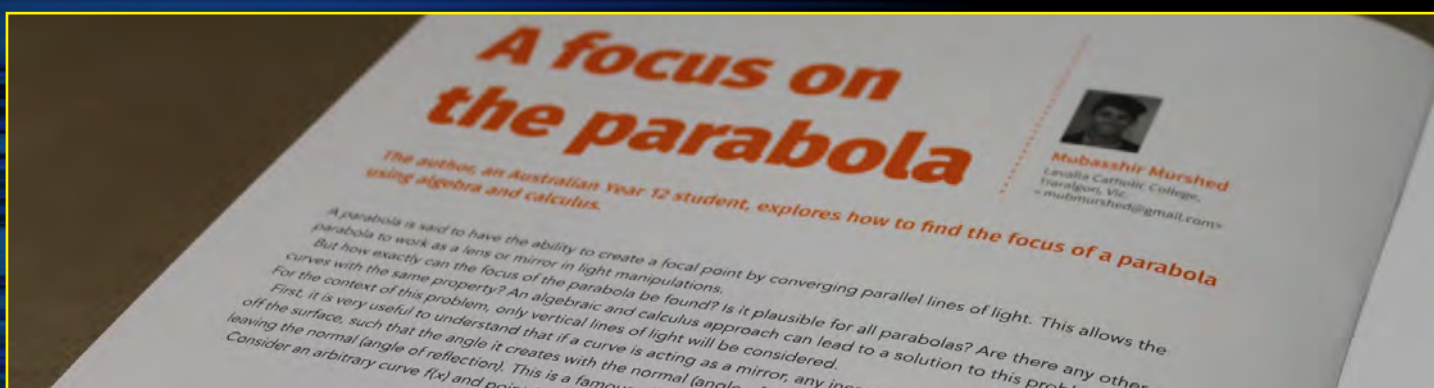 A focus on
the parabola
Mubasshir Murshed
Lavalla Catholic College,
Traralgon, Vic.
< mubmurshed@gmail.com>
The author, an Australian Year 12 student, explores how to find the focus of a parabola
using algebra and calculus.
A parabola is said to have the ability to create a focal point by converging parallel lines of light. This allows the
parabola to work as a lens or mirror in light manipulations.
But how exactly can the focus of the parabola be found? Is it plausible for all parabolas? Are there any other
curves with the same property? An algebraic and calculus approach can lead to a solution to this
For the context of this problem, only vertical lines of light will be considered.
First, it is very useful to understand that if a curve is acting as a mirror, any
off the surface, such that the angle it creates with the normal (angle
leaving the normal (angle of reflection). This is a
Consider an arbitrary curve f(x) and